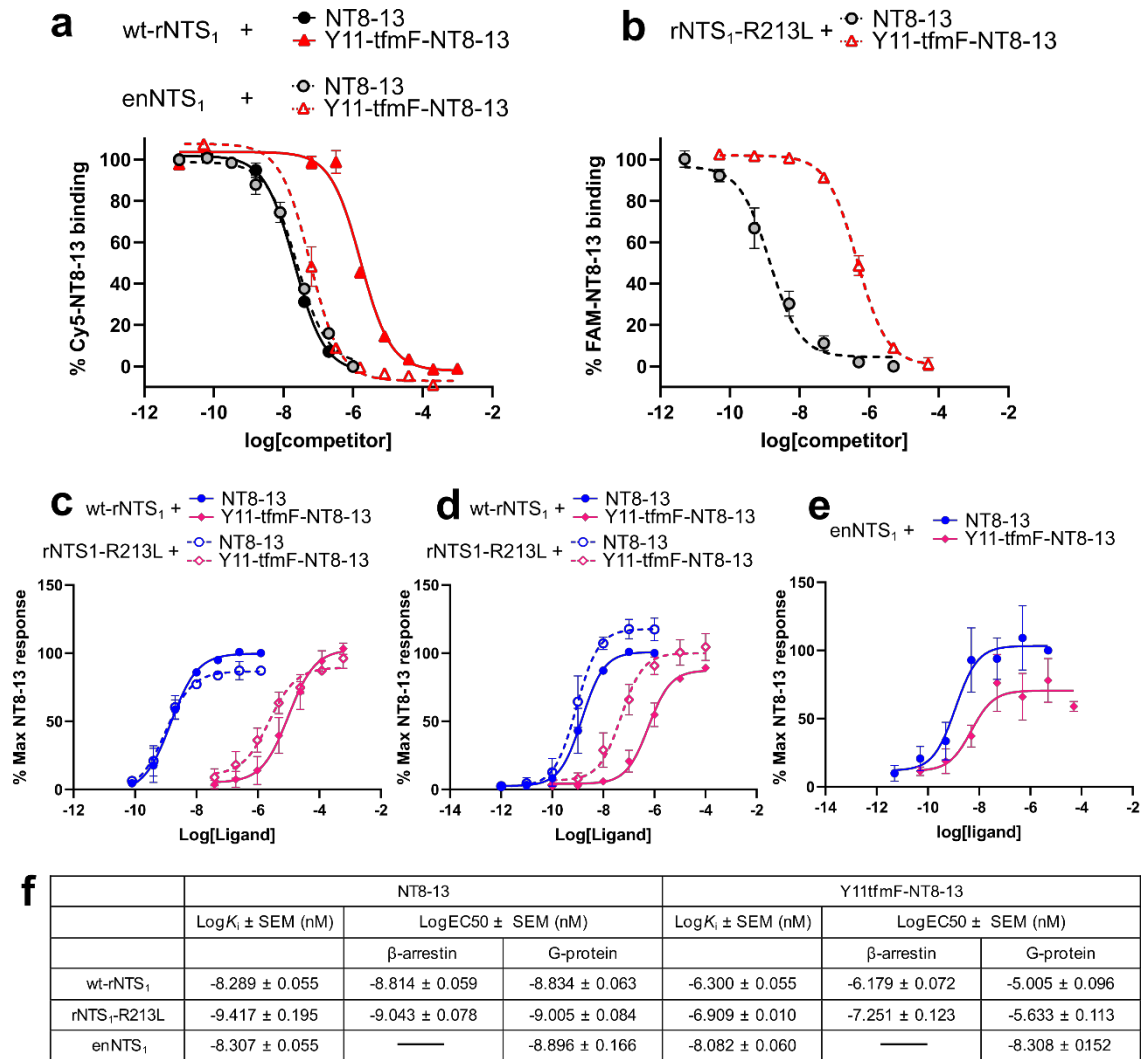 a
wt-rNTS₁ + NT8-13
Y11-tfmF-NT8-13
enNTS₁ + NT8-13
Y11-tfmF-NT8-13
% Cy5-NT8-13 binding
100
80
60
40
20
0
-12 -10 -8 -6 -4 -2
log[competitor]
b
rNTS₁-R213L + NT8-13
Y11-tfmF-NT8-13
% FAM-NT8-13 binding
100
80
60
40
20
0
-12 -10 -8 -6 -4 -2
log[competitor]
c
wt-rNTS₁ + NT8-13
Y11-tfmF-NT8-13
rNTS1-R213L + NT8-13
Y11-tfmF-NT8-13
% Max NT8-13 response
150
100
50
0
-12 -10 -8 -6 -4 -2
Log[Ligand]
d
wt-rNTS₁ + NT8-13
Y11-tfmF-NT8-13
rNTS1-R213L + NT8-13
Y11-tfmF-NT8-13
% Max NT8-13 response
150
100
50
0
-14 -12 -10 -8 -6 -4 -2
Log[Ligand]
e
enNTS₁ + NT8-13
Y11-tfmF-NT8-13
% Max NT8-13 response
150
100
50
0
-14 -12 -10 -8 -6 -4 -2
log[ligand]
f
NT8-13 Y11tfmF-NT8-13
LogKᵢ ± SEM (nM) LogEC50 ± SEM (nM) LogKᵢ ± SEM (nM) LogEC50 ± SEM (nM)
β-arrestin G-protein β-arrestin G-protein
wt-rNTS₁ -8.289 ± 0.055 -8.814 ± 0.059 -8.834 ± 0.063 -6.300 ± 0.055 -6.179 ± 0.072 -5.005 ± 0.096
rNTS₁-R213L -9.417 ± 0.195 -9.043 ± 0.078 -9.005 ± 0.084 -6.909 ± 0.010 -7.251 ± 0.123 -5.633 ± 0.113
enNTS₁ -8.307 ± 0.055 —— -8.896 ± 0.166 -8.082 ± 0.060 —— -8.308 ± 0152